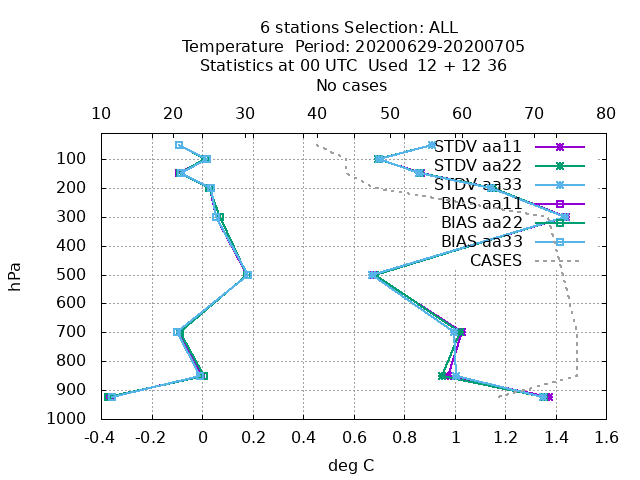 6 stations Selection: ALL
Temperature  Period: 20200629-20200705
Statistics at 00 UTC  Used  12 + 12 36
No cases
10 20 30 40 50 60 70 80
STDV aa11
100
STDV aa22
STDV aa33
200
BIAS aa11
300
BIAS aa22
BIAS aa33
400
CASES
500
hPa
600
700
800
900
1000
-0.4 -0.2 0 0.2 0.4 0.6 0.8 1 1.2 1.4 1.6
deg C